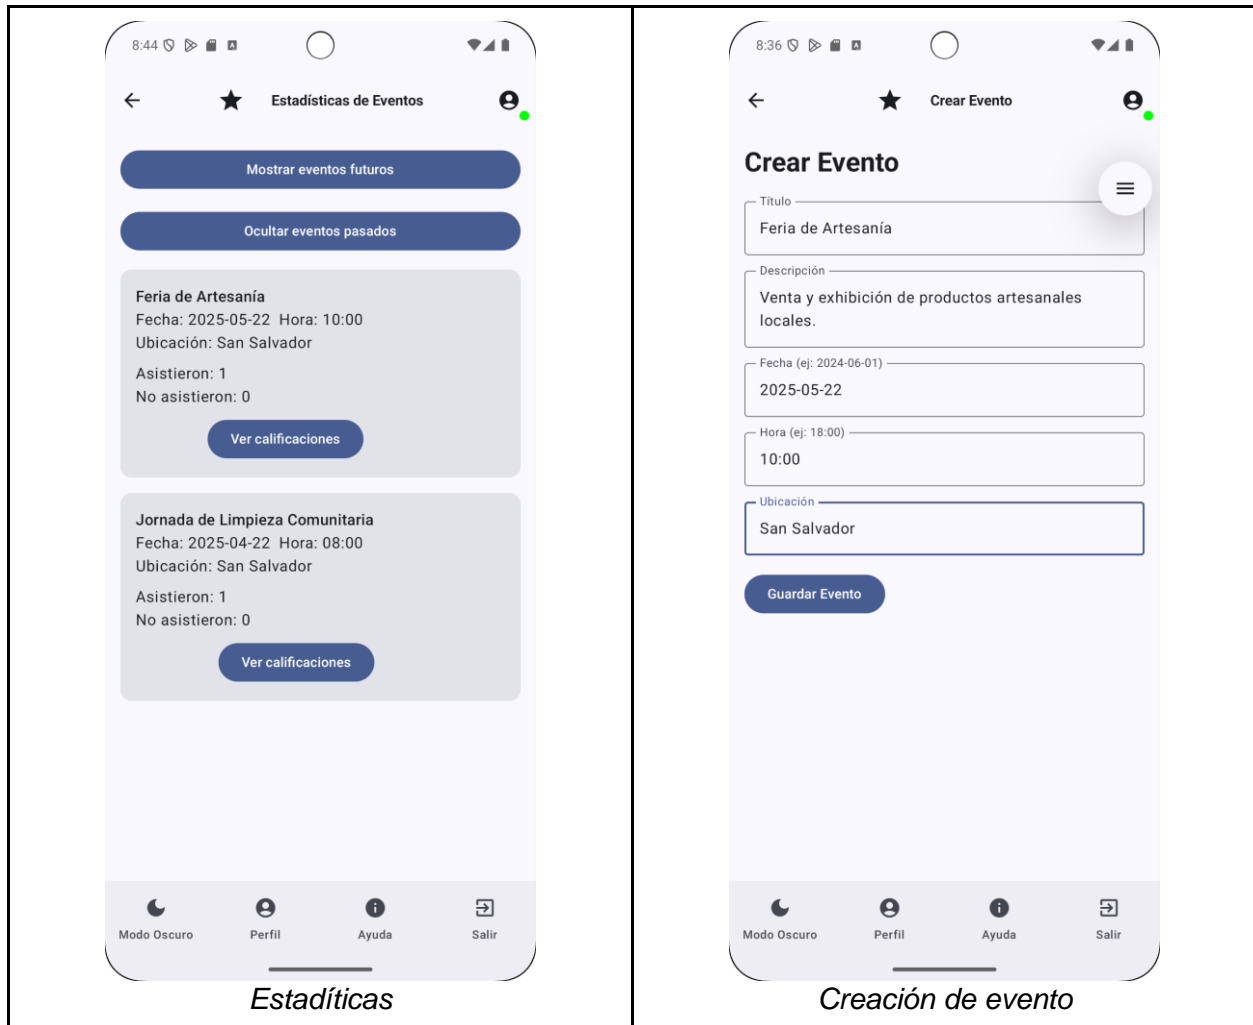 8:44
Estadísticas de Eventos
Mostrar eventos futuros
Ocultar eventos pasados
Feria de Artesanía
Fecha: 2025-05-22 Hora: 10:00
Ubicación: San Salvador
Asistieron: 1
No asistieron: 0
Ver calificaciones
Jornada de Limpieza Comunitaria
Fecha: 2025-04-22 Hora: 08:00
Ubicación: San Salvador
Asistieron: 1
No asistieron: 0
Ver calificaciones
Modo Oscuro Perfil Ayuda Salir
Estadíticas
8:36
Crear Evento
Crear Evento
Título
Feria de Artesanía
Descripción
Venta y exhibición de productos artesanales
locales.
Fecha (ej: 2024-06-01)
2025-05-22
Hora (ej: 18:00)
10:00
Ubicación
San Salvador
Guardar Evento
Modo Oscuro Perfil Ayuda Salir
Creación de evento